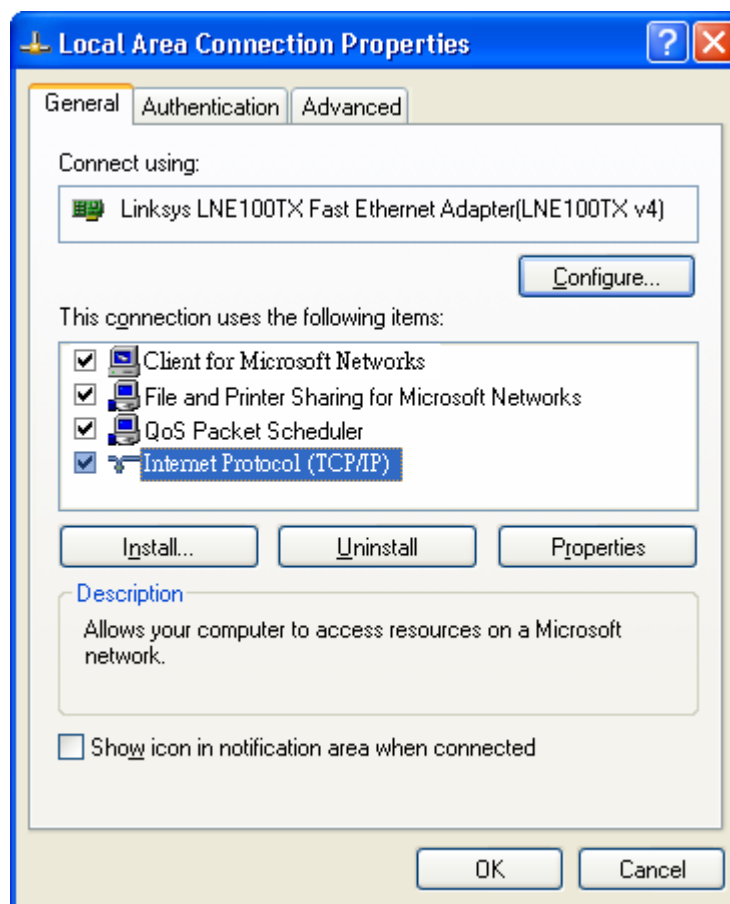 Local Area Connection Properties
General Authentication Advanced
Connect using:
Linksys LNE100TX Fast Ethernet Adapter(LNE100TX v4)
Configure...
This connection uses the following items:
Client for Microsoft Networks
File and Printer Sharing for Microsoft Networks
QoS Packet Scheduler
Internet Protocol (TCP/IP)
Install... Uninstall Properties
Description
Allows your computer to access resources on a Microsoft
network.
Show icon in notification area when connected
OK Cancel